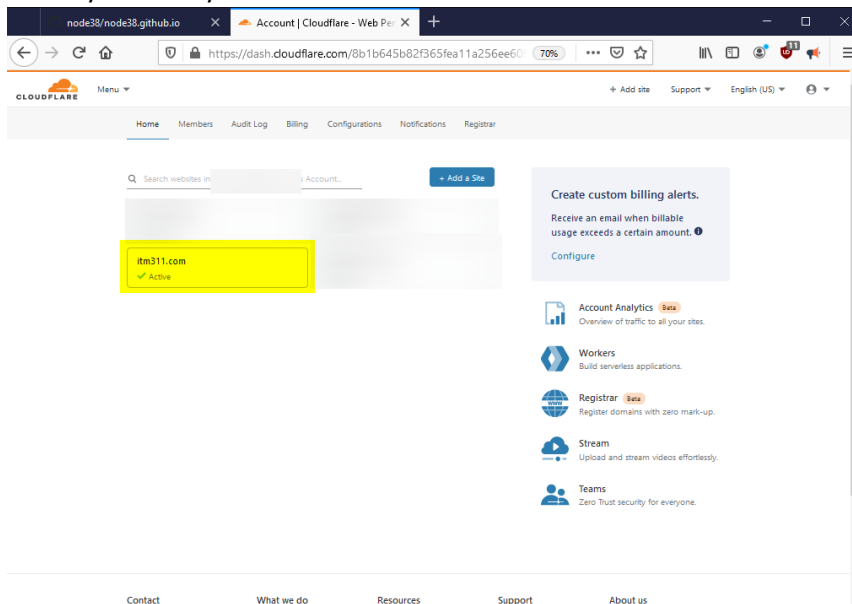 node38/node38.github.io
Account | Cloudflare - Web Per
https://dash.cloudflare.com/8b1b645b82f365fea11a256ee60
70%
11
CLOUDFLARE
Menu
+ Add site
Support
English (US)
Home
Members
Audit Log
Billing
Configurations
Notifications
Registrar
Search websites in
Account...
+ Add a Site
itm311.com
Active
Create custom billing alerts.
Receive an email when billable
usage exceeds a certain amount.
Configure
Account Analytics Beta
Overview of traffic to all your sites.
Workers
Build serverless applications.
Registrar Beta
Register domains with zero mark-up.
Stream
Upload and stream videos effortlessly.
Teams
Zero Trust security for everyone.
Contact
What we do
Resources
Support
About us